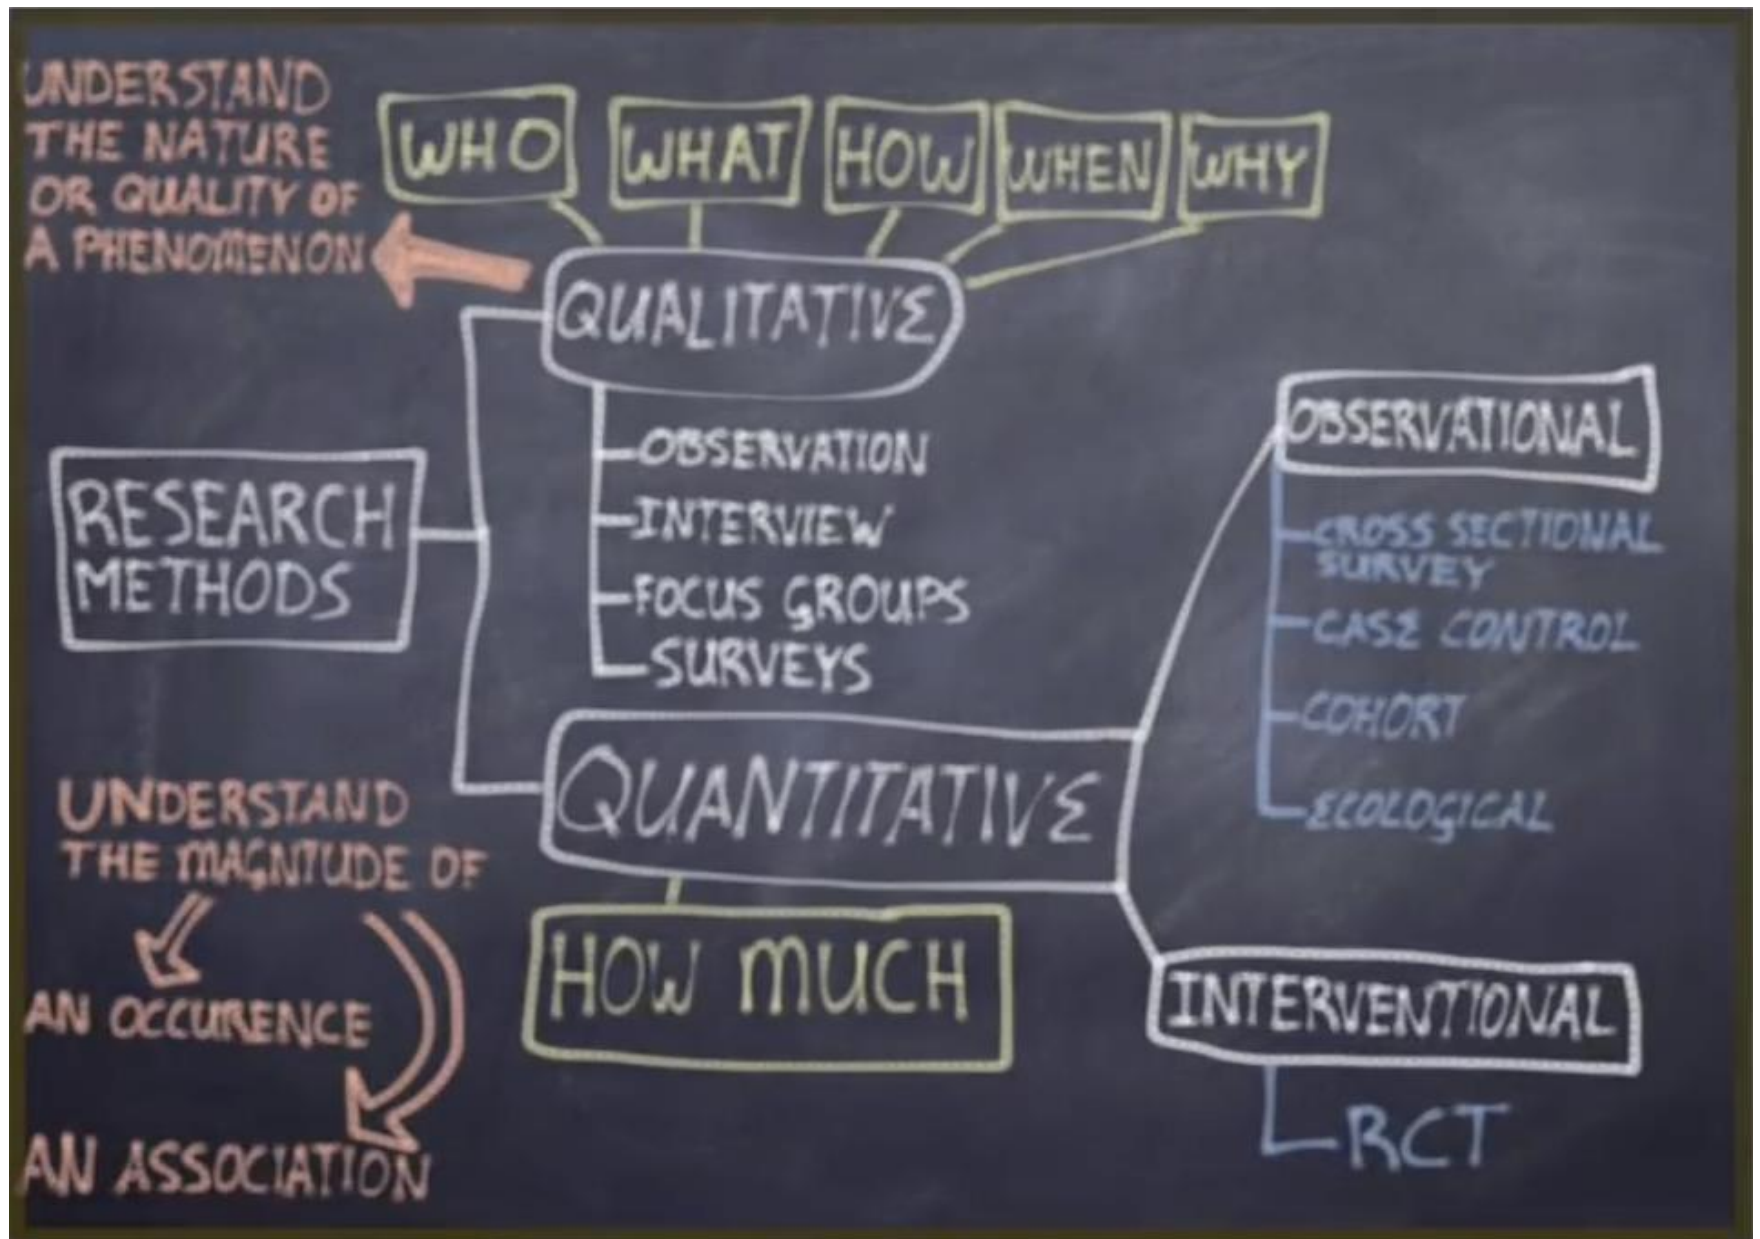 UNDERSTAND
THE NATURE
OR QUALITY OF
A PHENOMENON
WHO
WHAT
HOW
WHEN
WHY
QUALITATIVE
OBSERVATION
INTERVIEW
FOCUS GROUPS
SURVEYS
RESEARCH
METHODS
QUANTITATIVE
HOW MUCH
UNDERSTAND
THE MAGNITUDE OF
AN OCCURENCE
AN ASSOCIATION
OBSERVATIONAL
CROSS SECTIONAL
SURVEY
CASE CONTROL
COHORT
ECOLOGICAL
INTERVENTIONAL
RCT